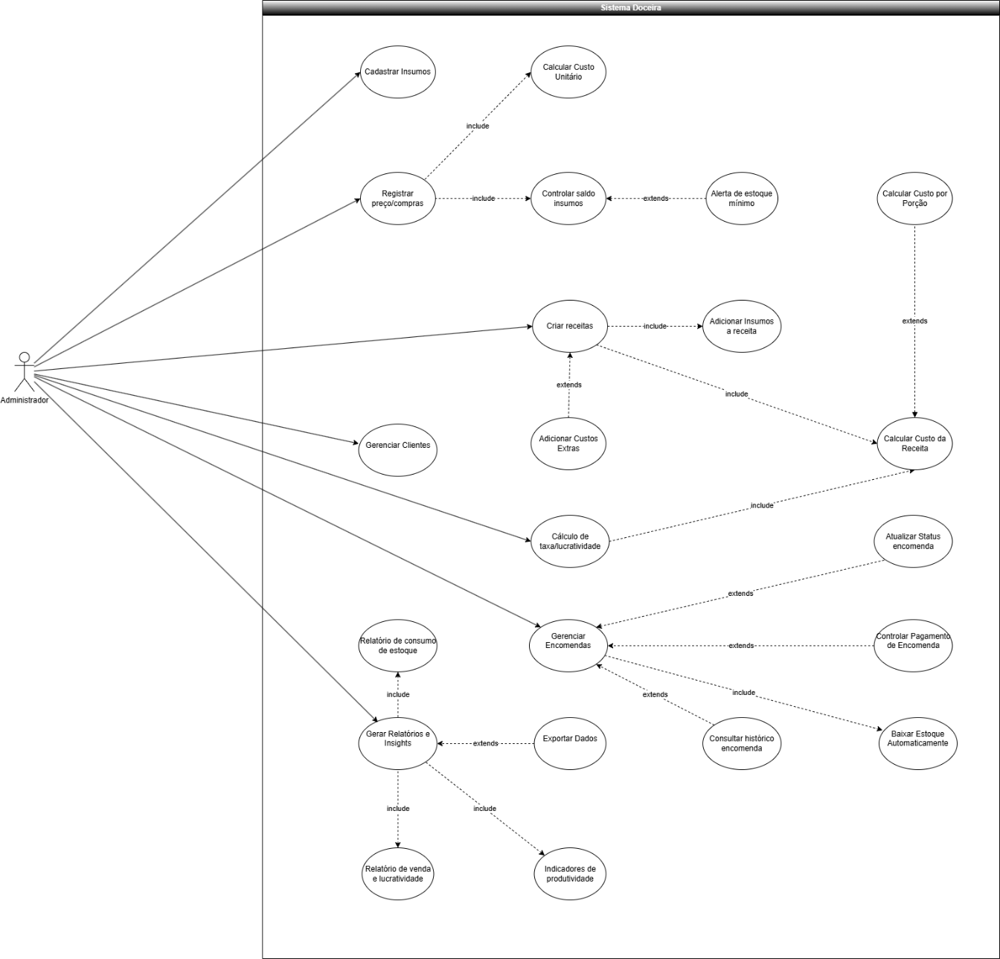 Sistema Doceira
Cadastrar Insumos
Calcular Custo
Unitário
include
Registrar
preço/compras
include
Controlar saldo
insumos
extends
Alerta de estoque
mínimo
Calcular Custo por
Porção
extends
Criar receitas
include
Adicionar Insumos
a receita
extends
include
Administrador
Gerenciar Clientes
Adicionar Custos
Extras
Calcular Custo da
Receita
include
Cálculo de
taxa/lucratividade
Atualizar Status
encomenda
extends
Relatório de consumo
de estoque
Gerenciar
Encomendas
extends
Controlar Pagamento
de Encomenda
include
extends
include
Gerar Relatórios e
Insights
extends
Exportar Dados
Consultar histórico
encomenda
Baixar Estoque
Automaticamente
include
include
Relatório de venda
e lucratividade
Indicadores de
produtividade